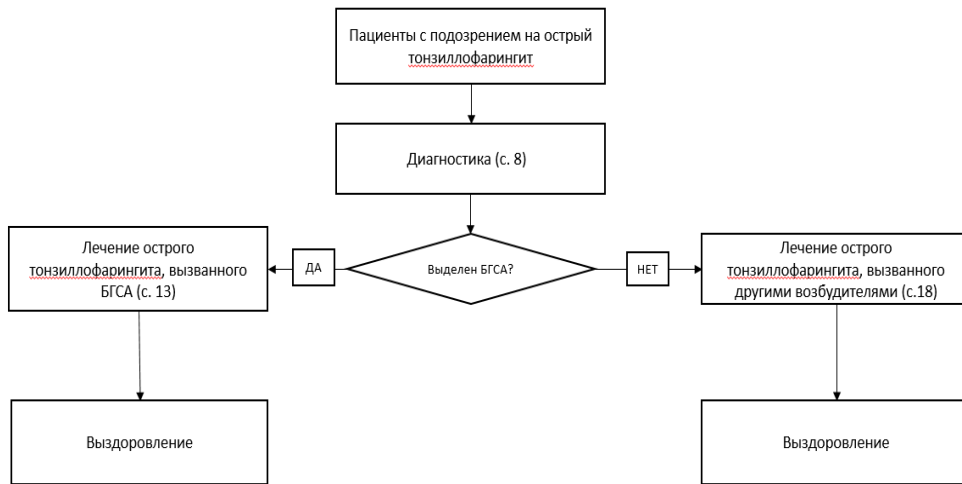 Пациенты с подозрением на острый
тонзиллофарингит
Диагностика (с. 8)
Выделен БГСА?
ДА
НЕТ
Лечение острого
тонзиллофарингита, вызванного
БГСА (с. 13)
Лечение острого
тонзиллофарингита, вызванного
другими возбудителями (с.18)
Выздоровление
Выздоровление